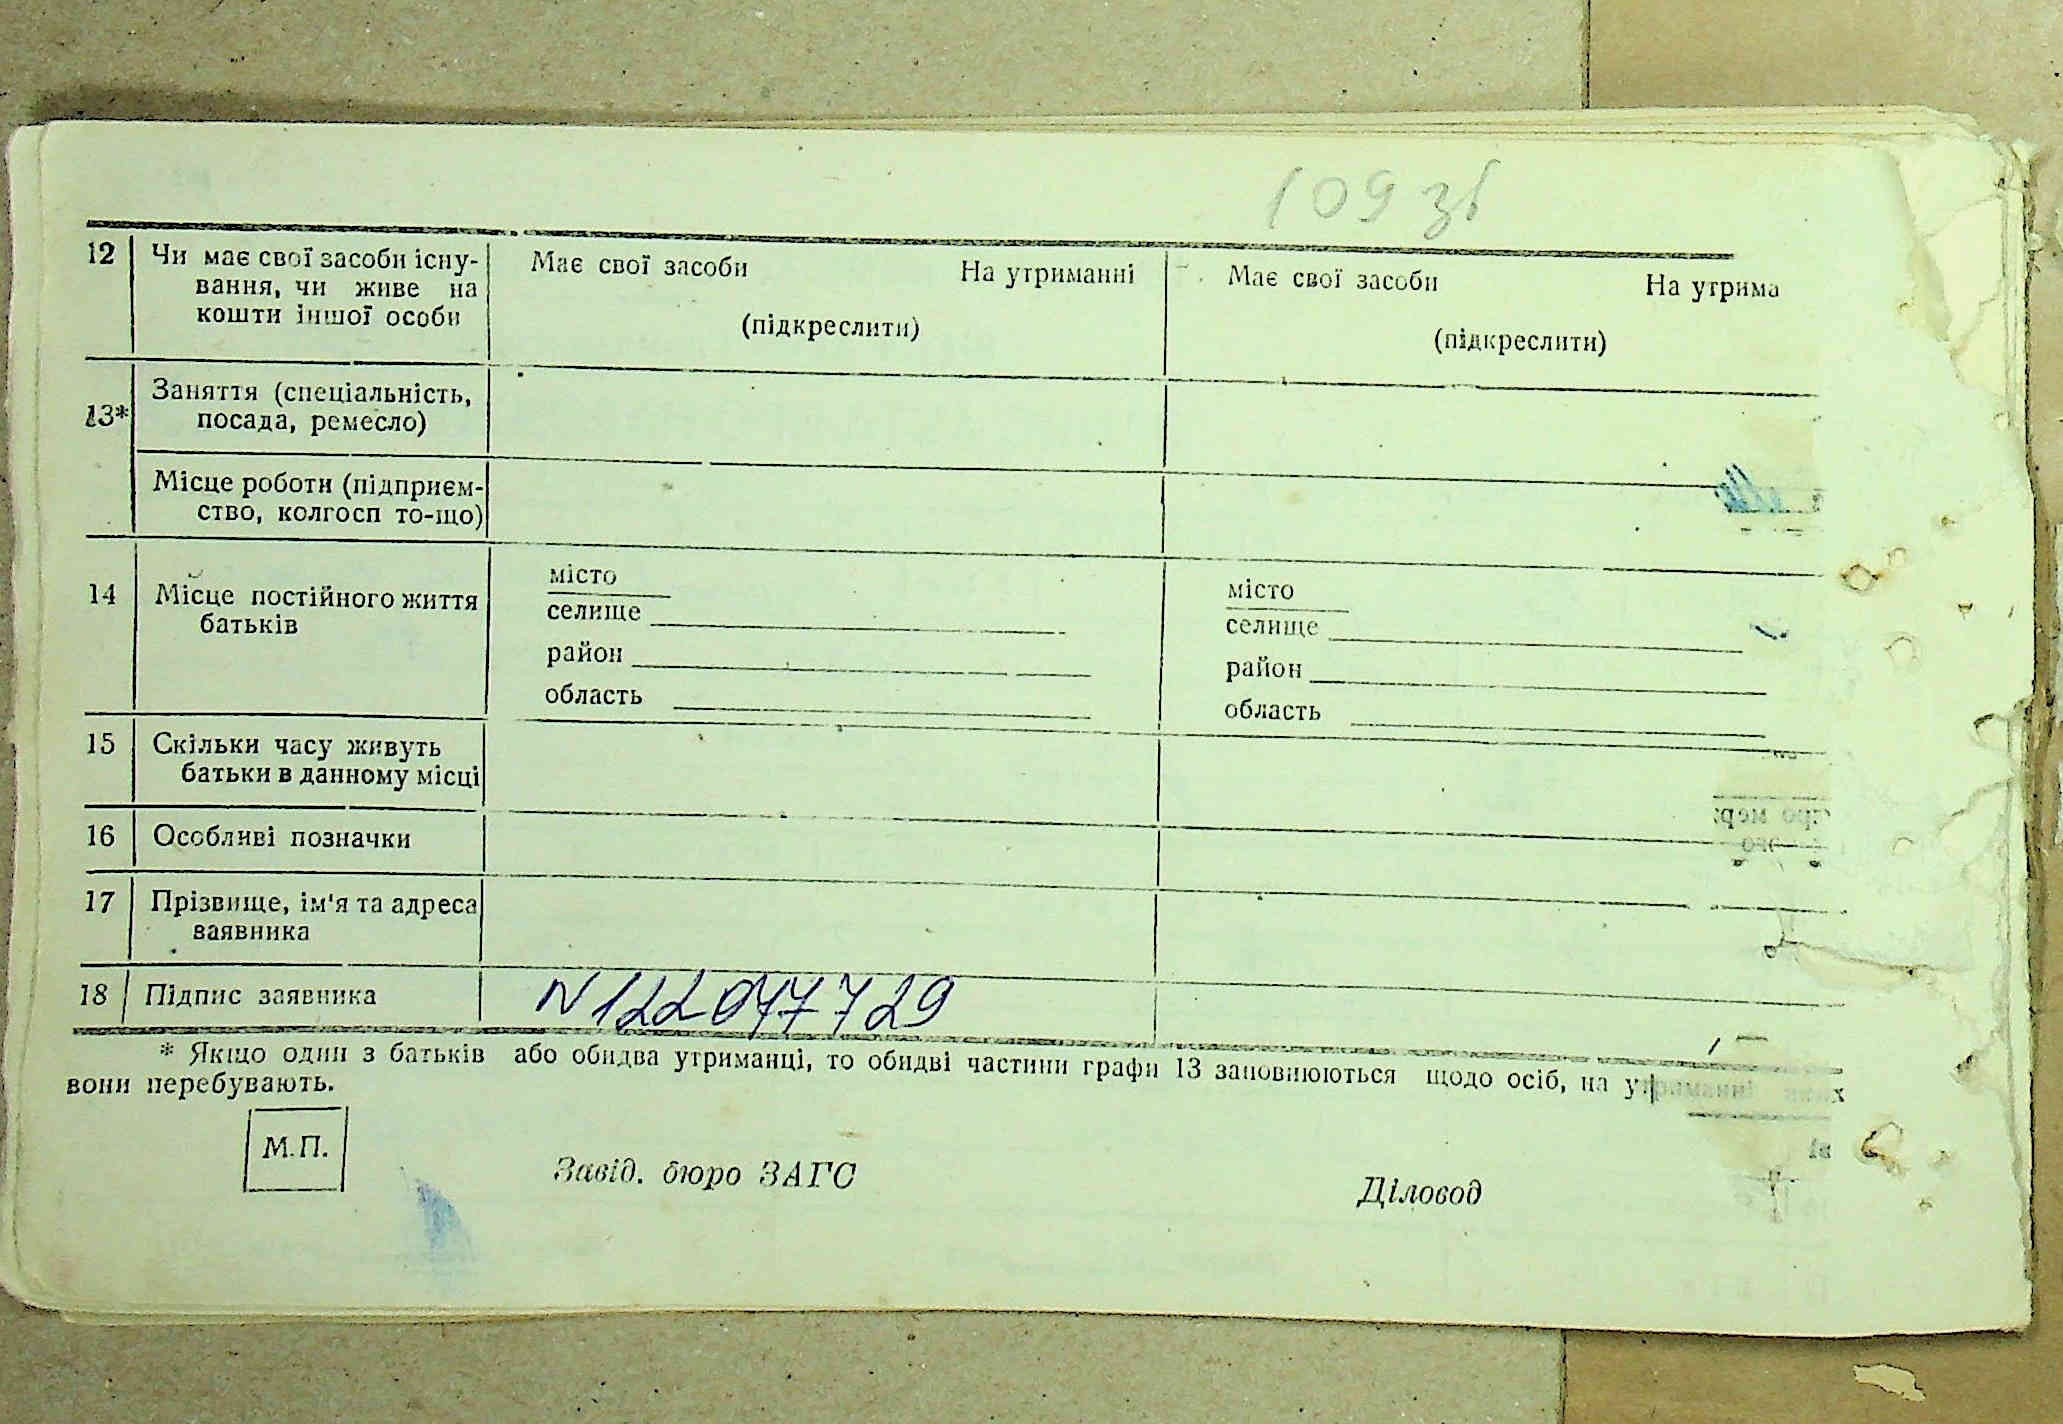 109 зв
12 Чи має свої засоби існу- Має свої засоби На утриманні Має свої засоби На утрима
вання, чи живе на
кошти іншої особи (підкреслити) (підкреслити)
13* Заняття (спеціальність,
посада, ремесло)
Місце роботи (підприєм-
ство, колгосп то-що)
14 Місце постійного життя
батьків
місто місто
селище селище
район район
область область
15 Скільки часу живуть
батьки в данному місці
16 Особливі позначки
17 Прізвище, ім'я та адреса
заявника
18 Підпис заявника N122047729
* Якщо один з батьків або обидва утриманці, то обидві частини графи 13 заповнюються щодо осіб, на утриманні яких
вони перебувають.
М.П.
Завід. бюро ЗАГС Діловод